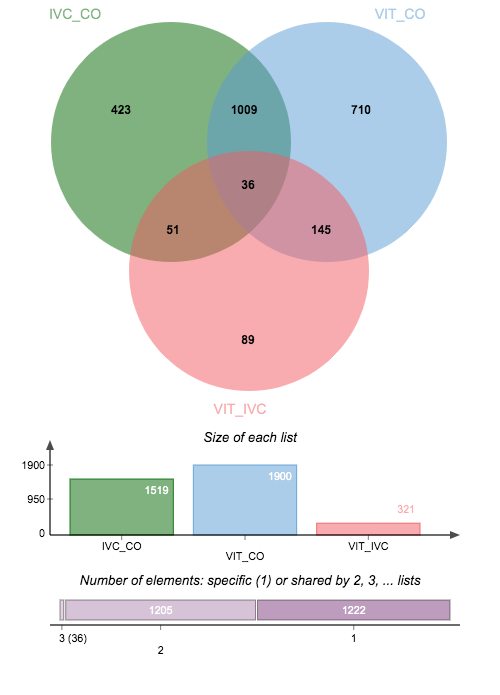 IVC_CO
VIT_CO
423
1009
710
36
51
145
89
VIT_IVC
Size of each list
1900
950
0
1519
1900
321
IVC_CO
VIT_CO
VIT_IVC
Number of elements: specific (1) or shared by 2, 3, ... lists
1205
1222
3 (36)
2
1